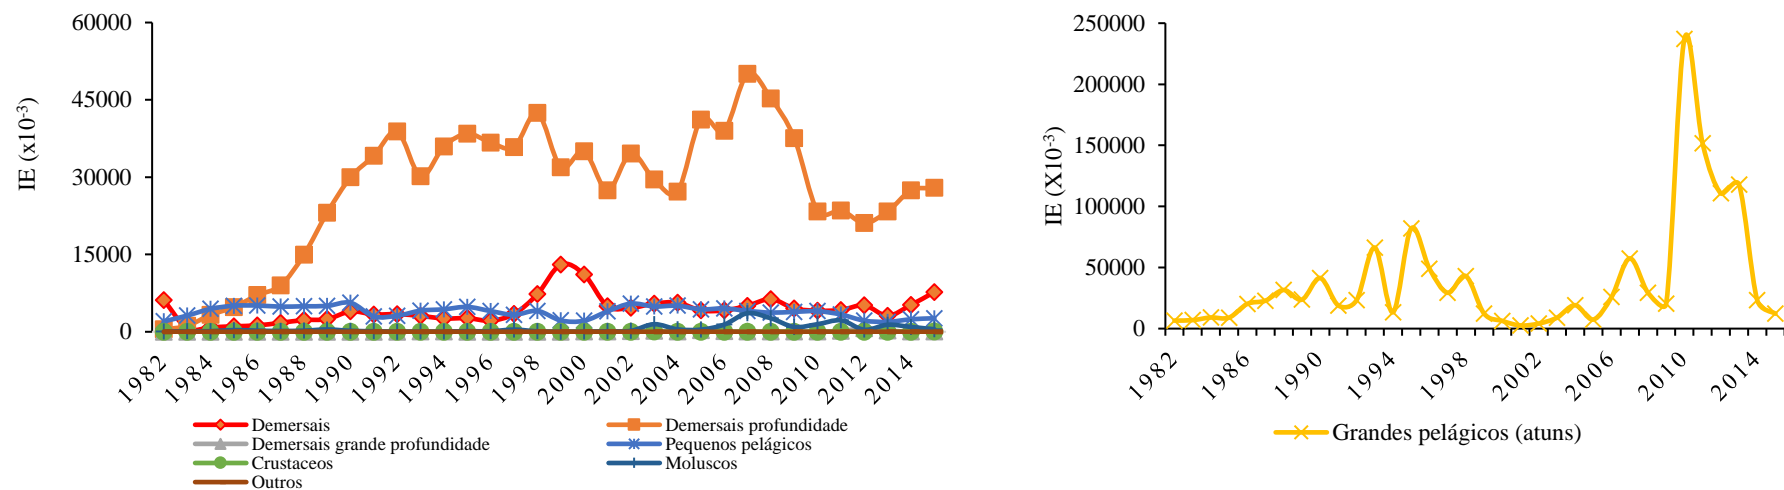 60000
45000
30000
15000
0
IE (x10⁻³)
1982 1984 1986 1988 1990 1992 1994 1996 1998 2000 2002 2004 2006 2008 2010 2012 2014
Demersais Demersais profundidade
Demersais grande profundidade Pequenos pelágicos
Crustaceos Moluscos
Outros
250000
200000
150000
100000
50000
0
IE (X10⁻³)
1982 1986 1990 1994 1998 2002 2006 2010 2014
Grandes pelágicos (atuns)